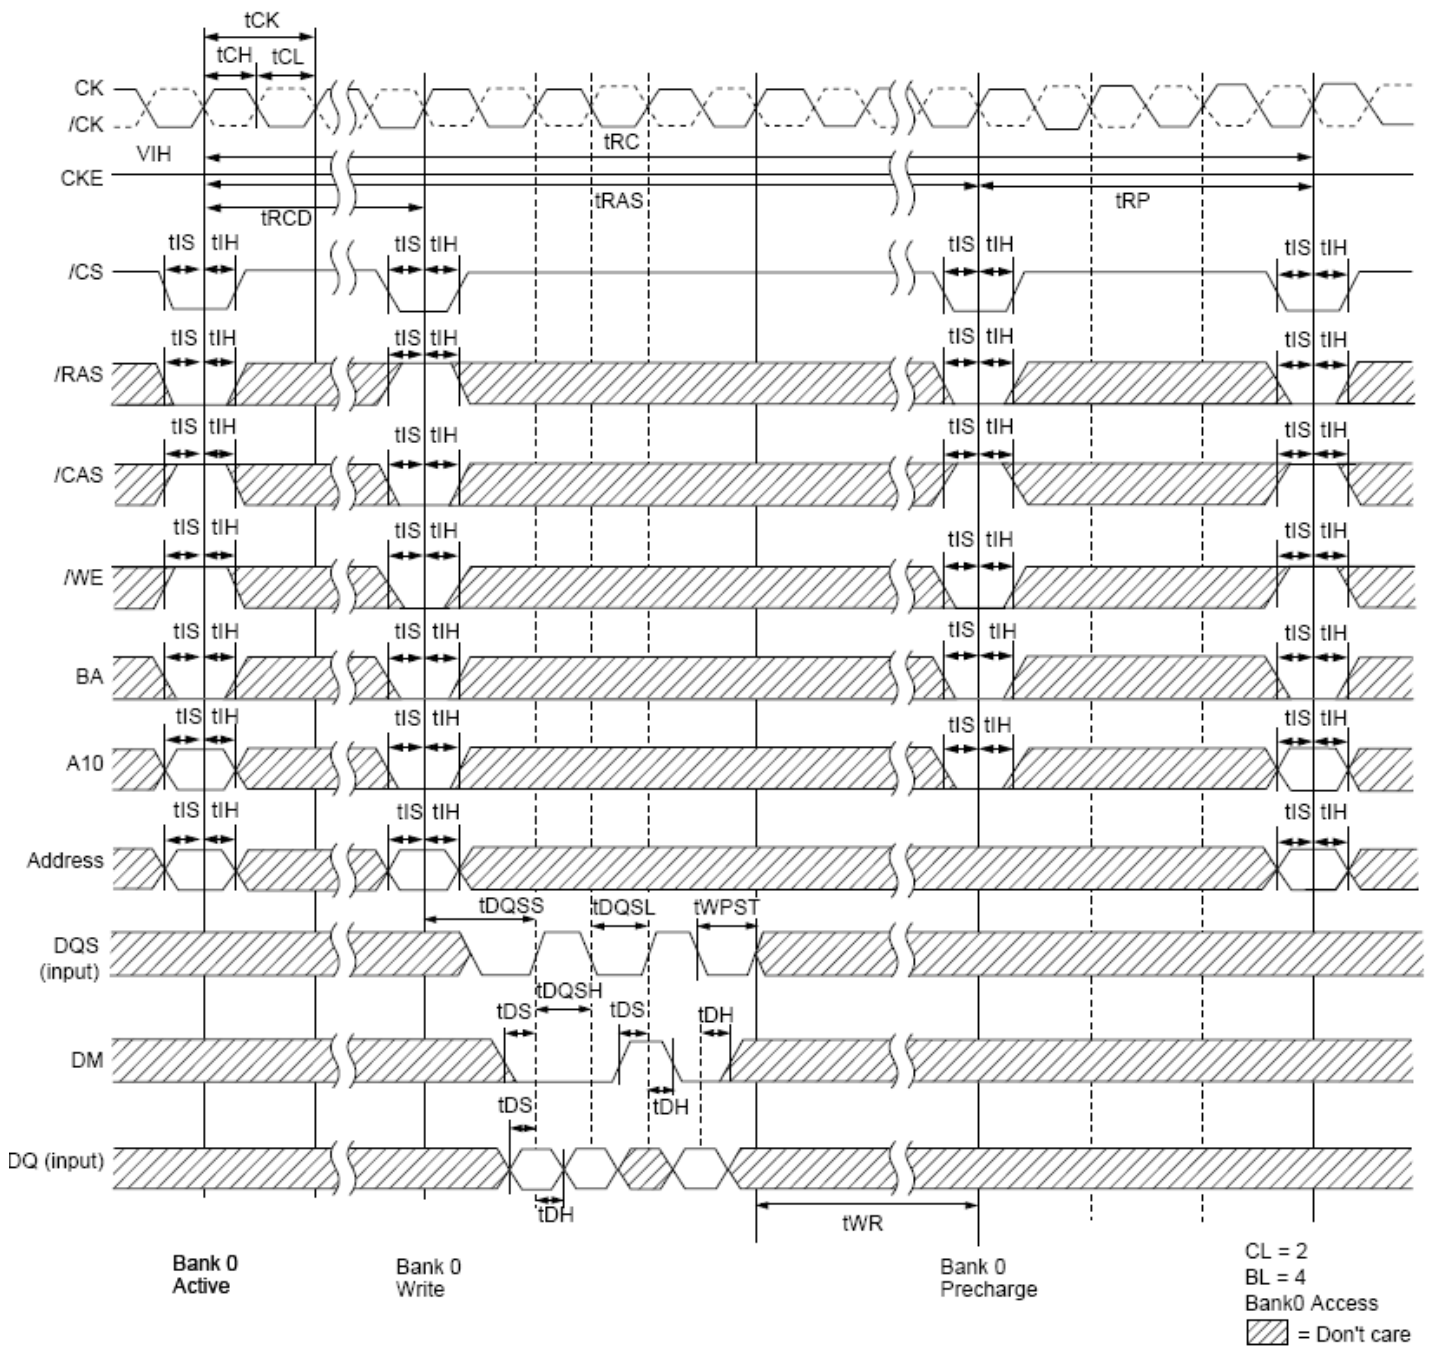 tCK
tCH tCL
CK
/CK
tRC
VIH
CKE
tRAS tRP
tRCD
tIS tIH tIS tIH tIS tIH tIS tIH
/CS
tIS tIH tIS tIH tIS tIH tIS tIH
/RAS
tIS tIH tIS tIH tIS tIH tIS tIH
/CAS
tIS tIH tIS tIH tIS tIH tIS tIH
/WE
tIS tIH tIS tIH tIS tIH tIS tIH
BA
tIS tIH tIS tIH tIS tIH tIS tIH
A10
tIS tIH tIS tIH tIS tIH
Address
tDQSS tDQSL tWPST
DQS
(input)
tDQSH
tDS tDS tDH
DM
tDS tDH
DQ (input)
tDH
tWR
Bank 0
Active
Bank 0
Write
Bank 0
Precharge
CL = 2
BL = 4
Bank0 Access
= Don't care